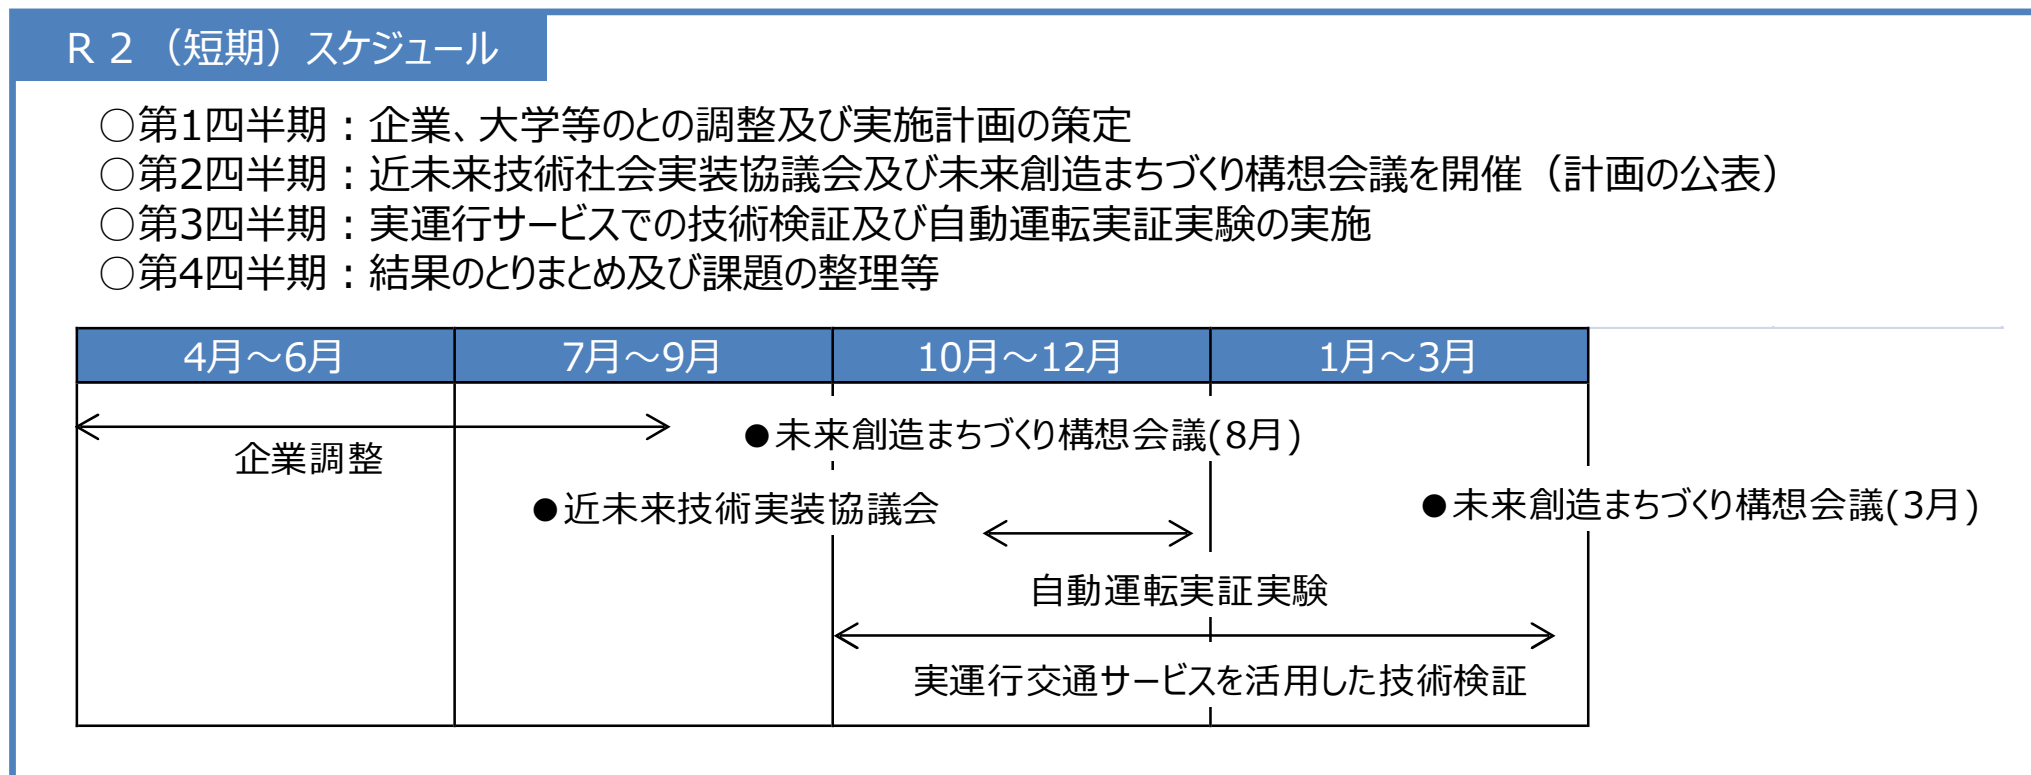 R２（短期）スケジュール
○第1四半期：企業、大学等のとの調整及び実施計画の策定
○第2四半期：近未来技術社会実装協議会及び未来創造まちづくり構想会議を開催（計画の公表）
○第3四半期：実運行サービスでの技術検証及び自動運転実証実験の実施
○第4四半期：結果のとりまとめ及び課題の整理等
4月～6月
7月～9月
10月～12月
1月～3月
●未来創造まちづくり構想会議(8月)
企業調整
●近未来技術実装協議会
●未来創造まちづくり構想会議(3月)
自動運転実証実験
実運行交通サービスを活用した技術検証